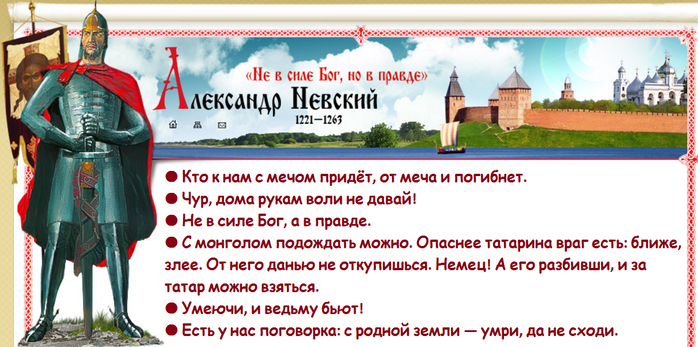 «Не в силе Бог, но в правде»
Александр Невский
1221—1263
● Кто к нам с мечом придёт, от меча и погибнет.
● Чур, дома рукам воли не давай!
● Не в силе Бог, а в правде.
● С монголом подождать можно. Опаснее татарина враг есть: ближе,
злее. От него данью не откупишься. Немец! А его разбивши, и за
татар можно взяться.
● Умеючи, и ведьму бьют!
● Есть у нас поговорка: с родной земли — умри, да не сходи.